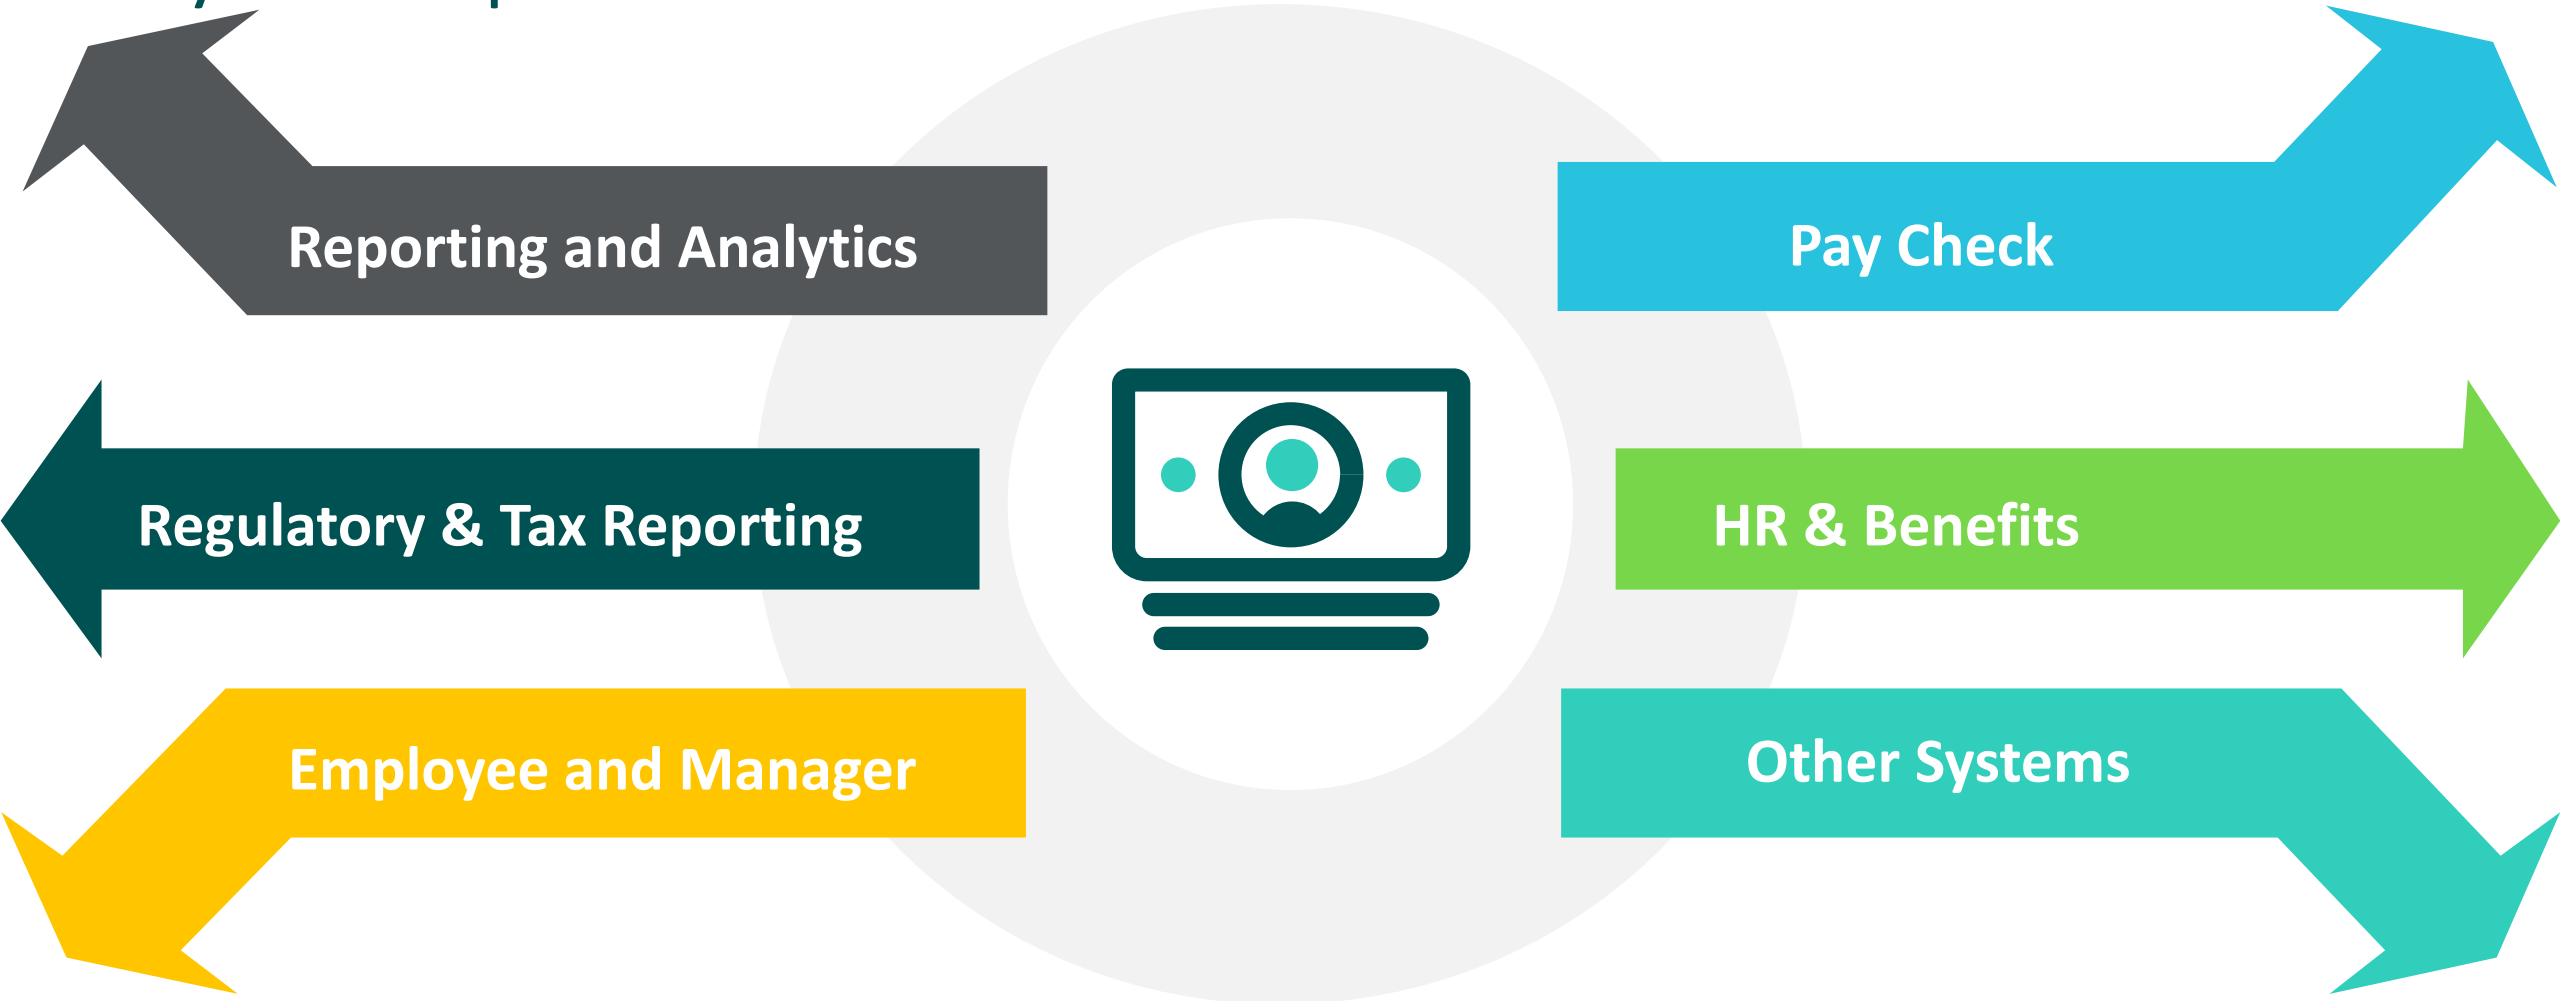 Reporting and Analytics
Regulatory & Tax Reporting
Employee and Manager
Pay Check
HR & Benefits
Other Systems